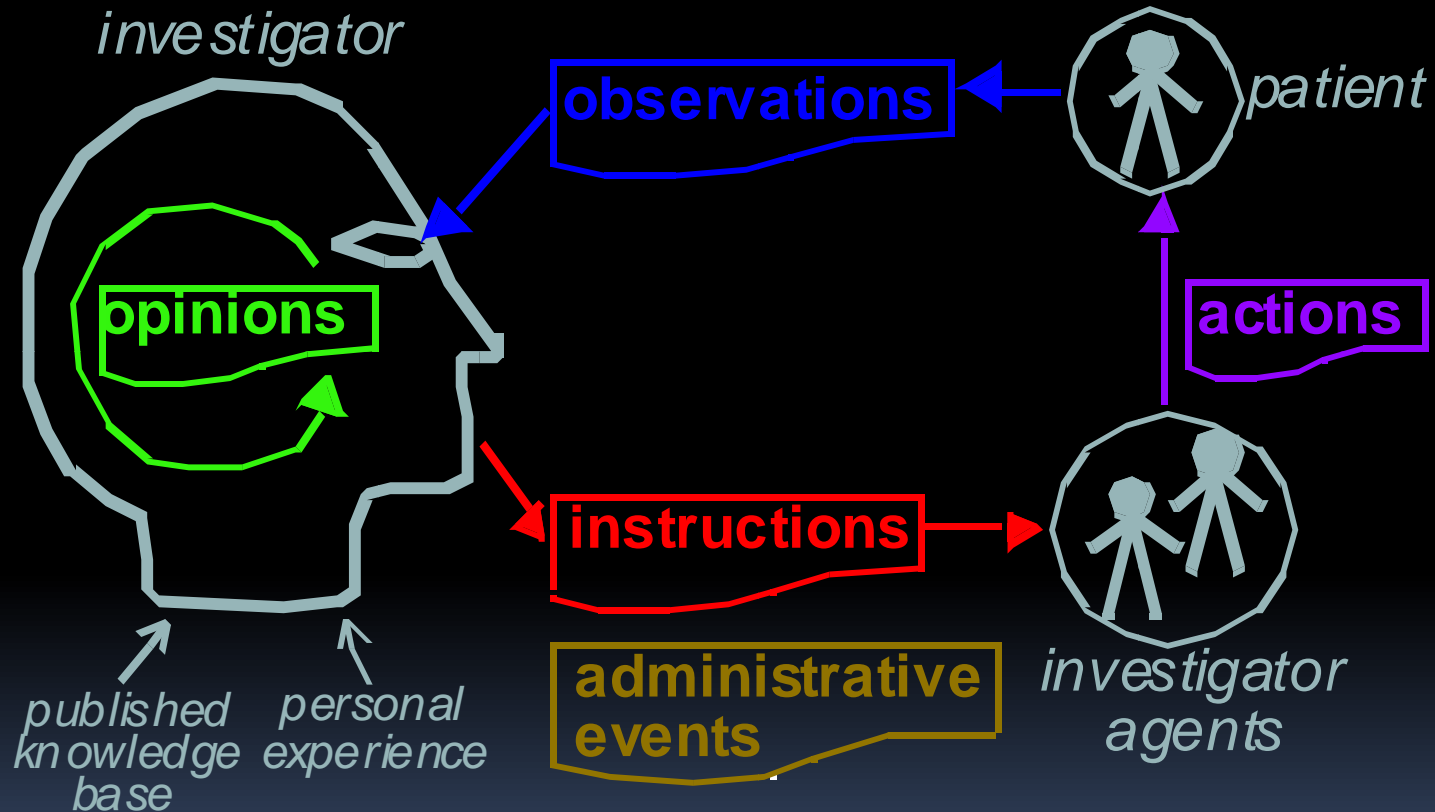 investigator
observations
patient
opinions
actions
instructions
administrative
events
investigator
agents
published
knowledge
base
personal
experience